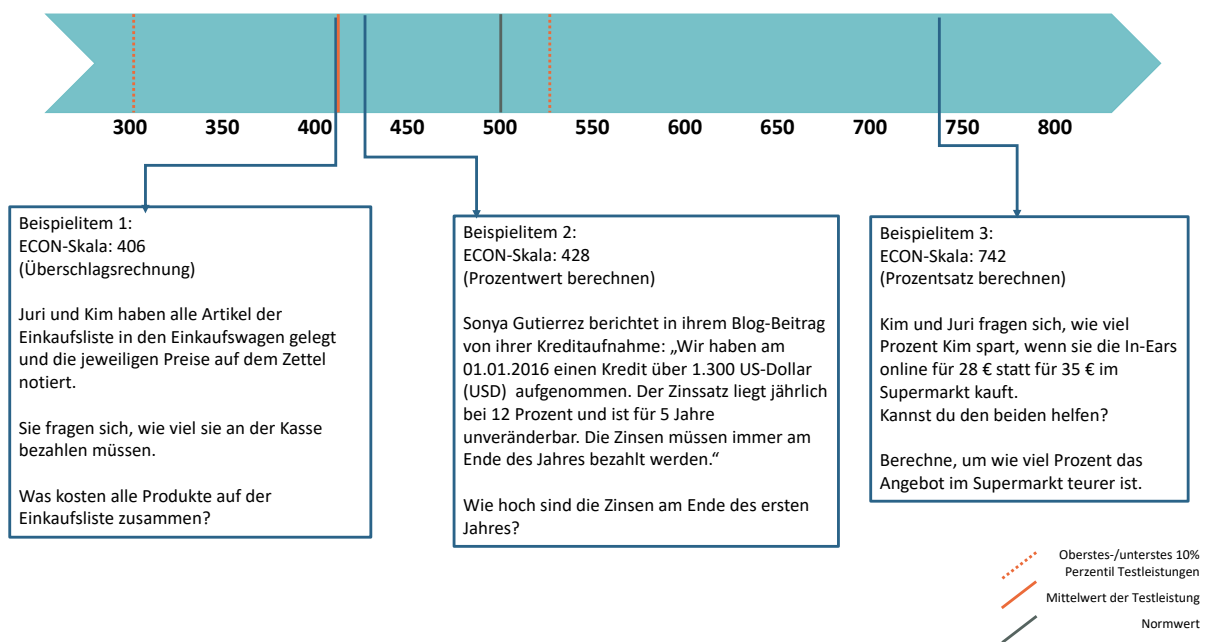 300 350 400 450 500 550 600 650 700 750 800
Beispielitem 1:
ECON-Skala: 406
(Überschlagsrechnung)
Juri und Kim haben alle Artikel der
Einkaufsliste in den Einkaufswagen gelegt
und die jeweiligen Preise auf dem Zettel
notiert.
Sie fragen sich, wie viel sie an der Kasse
bezahlen müssen.
Was kosten alle Produkte auf der
Einkaufsliste zusammen?
Beispielitem 2:
ECON-Skala: 428
(Prozentwert berechnen)
Sonya Gutierrez berichtet in ihrem Blog-Beitrag
von ihrer Kreditaufnahme: „Wir haben am
01.01.2016 einen Kredit über 1.300 US-Dollar
(USD) aufgenommen. Der Zinssatz liegt jährlich
bei 12 Prozent und ist für 5 Jahre
unveränderbar. Die Zinsen müssen immer am
Ende des Jahres bezahlt werden.“
Wie hoch sind die Zinsen am Ende des ersten
Jahres?
Beispielitem 3:
ECON-Skala: 742
(Prozentsatz berechnen)
Kim und Juri fragen sich, wie viel
Prozent Kim spart, wenn sie die In-Ears
online für 28 € statt für 35 € im
Supermarkt kauft.
Kannst du den beiden helfen?
Berechne, um wie viel Prozent das
Angebot im Supermarkt teurer ist.
Oberstes-/unterstes 10%
Perzentil Testleistungen
Mittelwert der Testleistung
Normwert